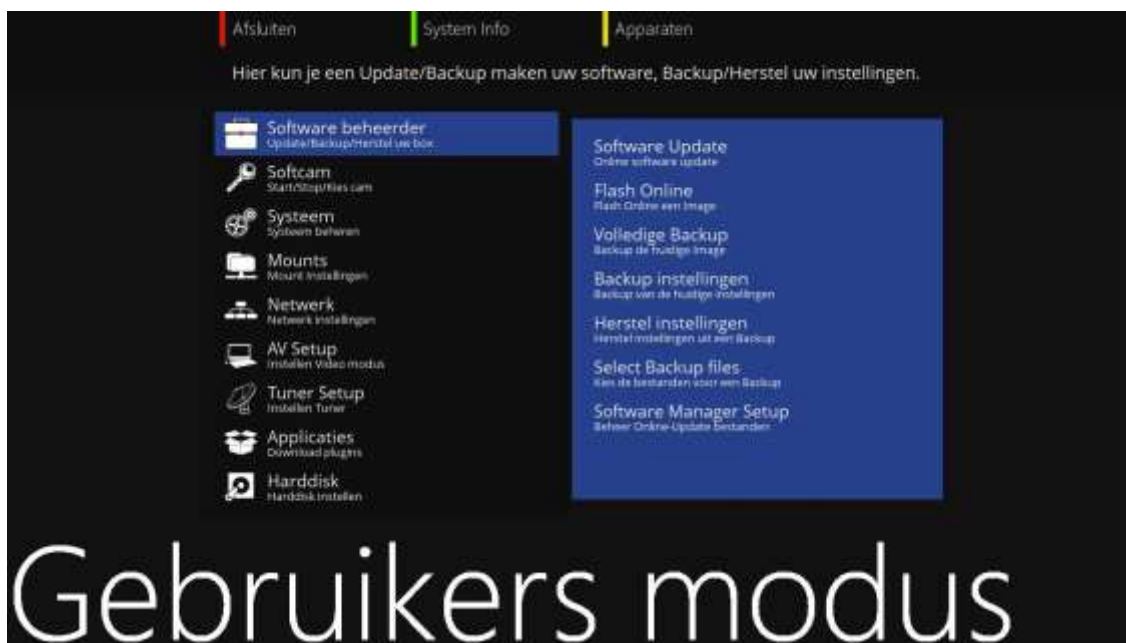 Afsluiten
System Info
Apparaten
Hier kun je een Update/Backup maken uw software, Backup/Herstel uw instellingen.
Software beheerder
Update/Backup/Herstel uw box
Softcam
Start/Stop/Kies cam
Systeem
Systeem beheren
Mounts
Mount Instellingen
Netwerk
Netwerk instellingen
AV Setup
Instellen Video modus
Tuner Setup
Instellen Tuner
Applicaties
Download plugins
Harddisk
Harddisk instellen
Software Update
Online software update
Flash Online
Flash Online een Image
Volledige Backup
Backup de huidige Image
Backup instellingen
Backup van de huidige instellingen
Herstel instellingen
Herstel instellingen uit een Backup
Select Backup files
Kies de bestanden voor een Backup
Software Manager Setup
Beheer Online-Update bestanden
Gebruikers modus